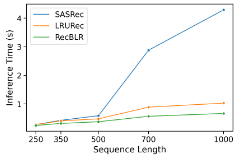 SASRec
LRURec
RecBLR
Inference Time (s)
4
3
2
1
250 350 500 700 1000
Sequence Length